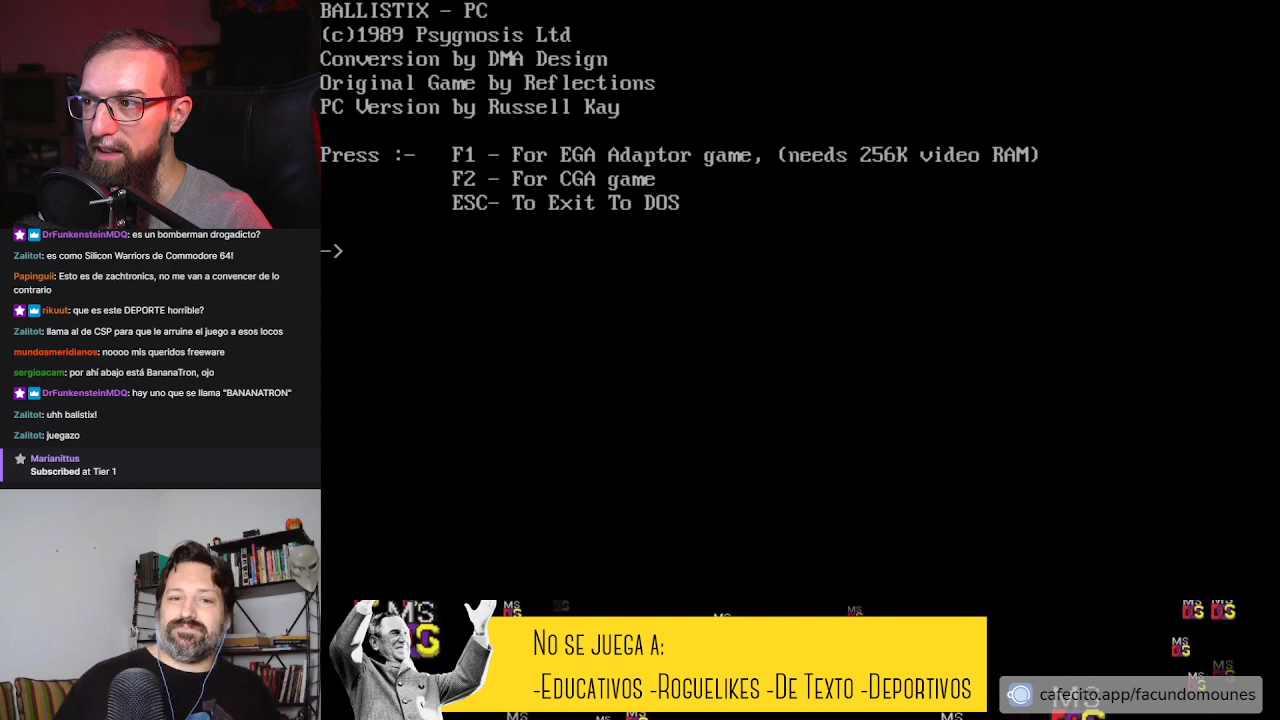 BALLISTIX - PC
(c)1989 Psygnosis Ltd
Conversion by DMA Design
Original Game by Reflections
PC Version by Russell Kay
Press :- F1 - For EGA Adaptor game, (needs 256K video RAM)
F2 - For CGA game
ESC- To Exit To DOS
->
DrFunkensteinMDQ: es un bomberman drogadicto?
Zalitot: es como Silicon Warriors de Commodore 64!
Papinguii: Esto es de zachtronics, no me van a convencer de lo
contrario
rikuut: que es este DEPORTE horrible?
Zalitot: llama al de CSP para que le arruine el juego a esos locos
mundosmeridianos: noooo mis queridos freeware
sergioacam: por ahí abajo está BananaTron, ojo
DrFunkensteinMDQ: hay uno que se llama "BANANATRON"
Zalitot: uhh balistix!
Zalitot: juegazo
Marianittus
Subscribed at Tier 1
No se juega a:
-Educativos -Roguelikes -De Texto -Deportivos
cafecito.app/facundomounes